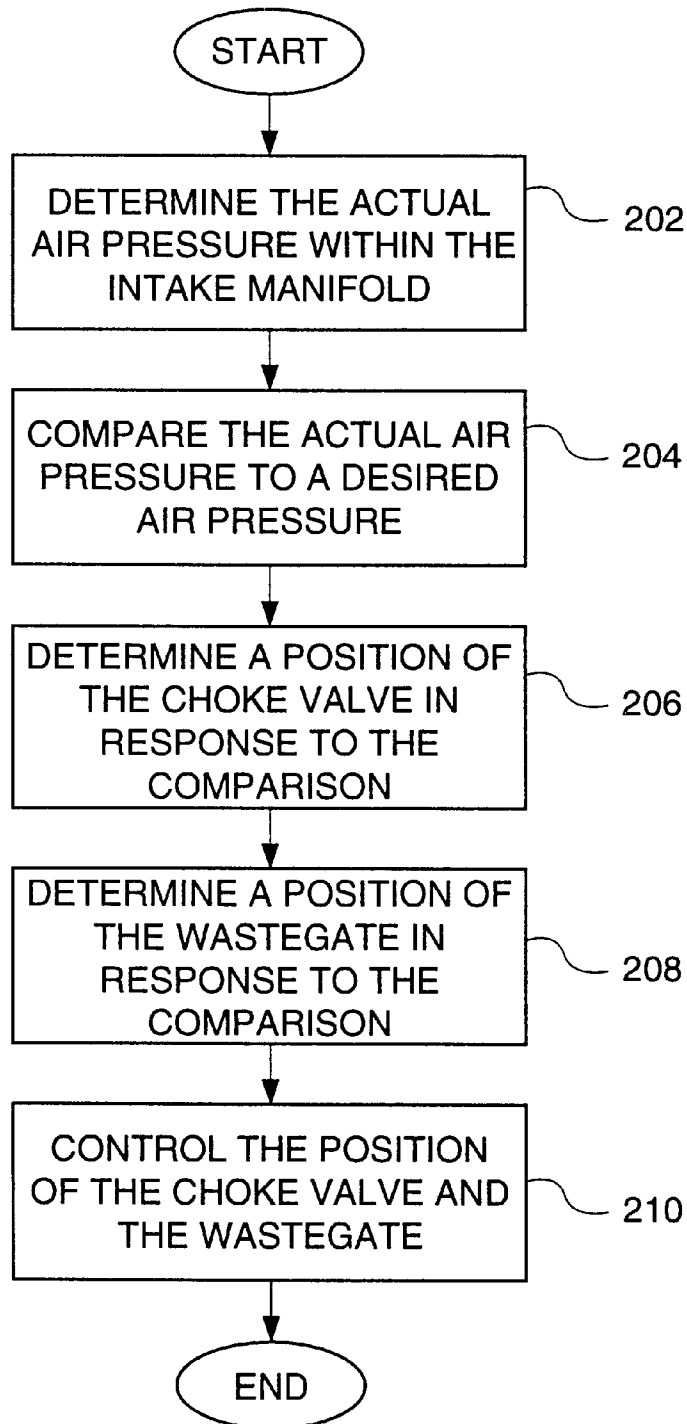 START
DETERMINE THE ACTUAL
AIR PRESSURE WITHIN THE
INTAKE MANIFOLD
202
COMPARE THE ACTUAL AIR
PRESSURE TO A DESIRED
AIR PRESSURE
204
DETERMINE A POSITION OF
THE CHOKE VALVE IN
RESPONSE TO THE
COMPARISON
206
DETERMINE A POSITION OF
THE WASTEGATE IN
RESPONSE TO THE
COMPARISON
208
CONTROL THE POSITION
OF THE CHOKE VALVE AND
THE WASTEGATE
210
END